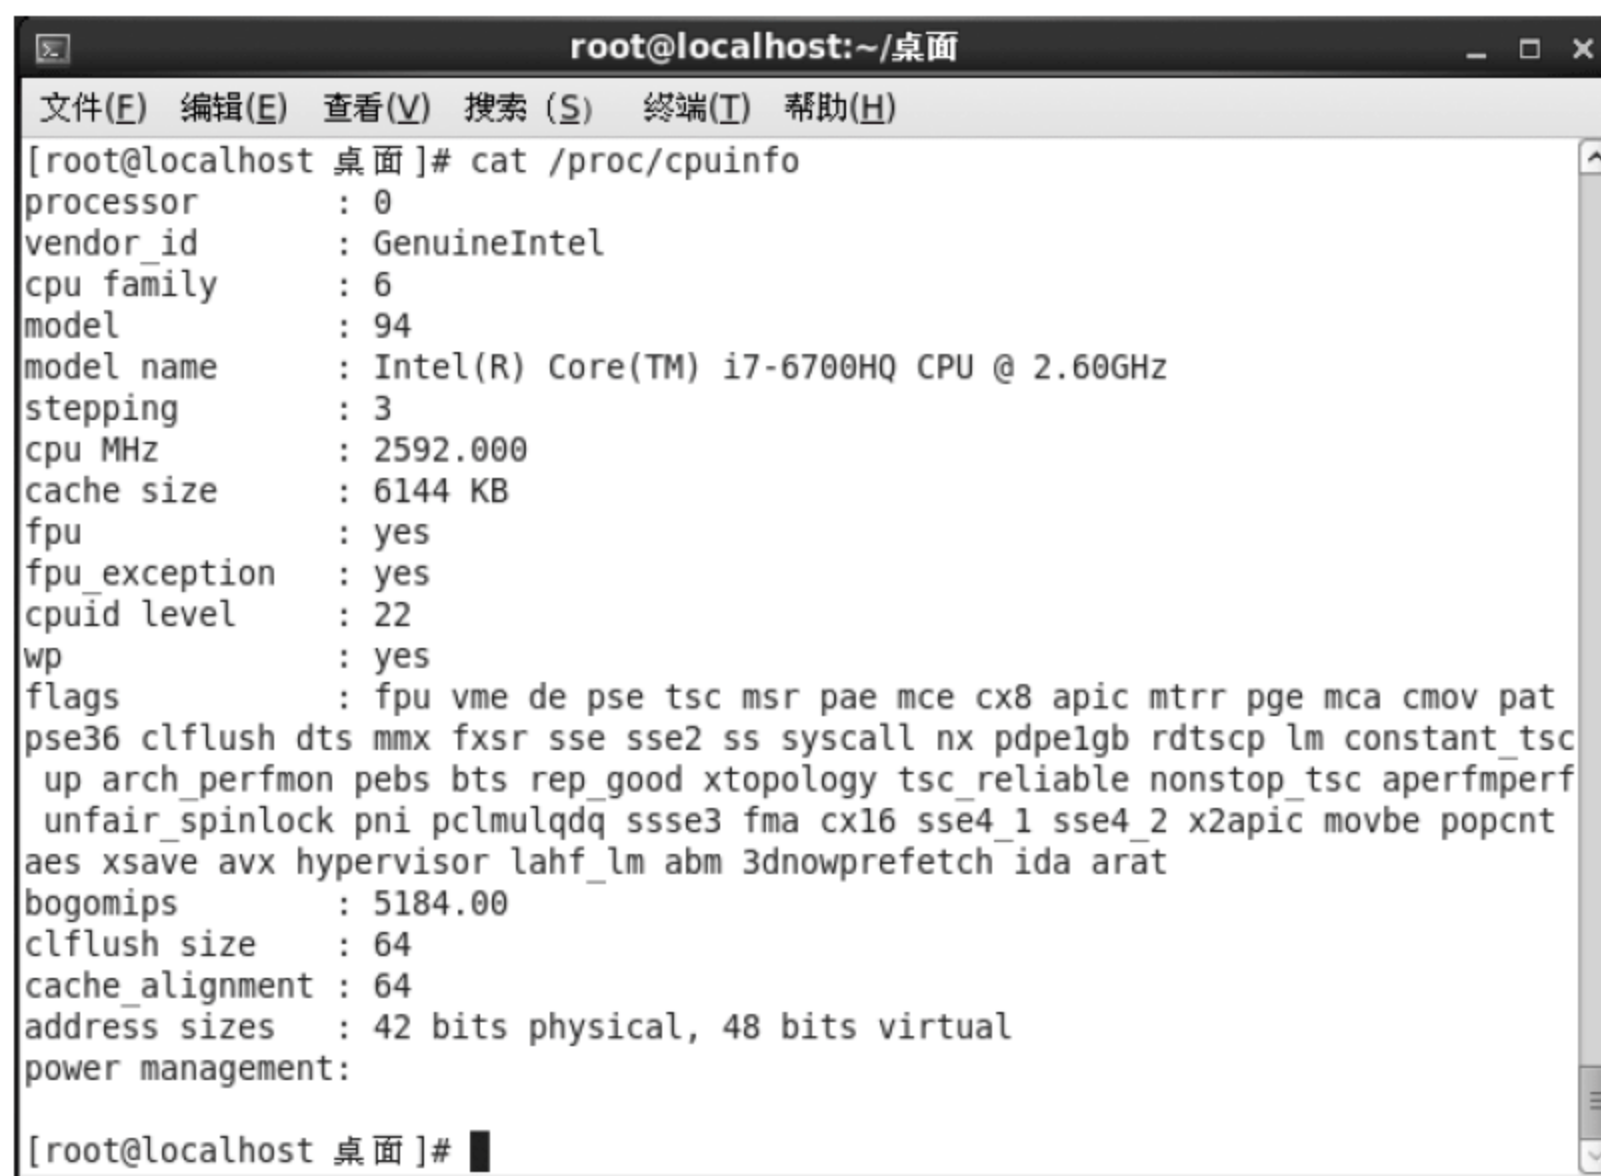 root@localhost:~/桌面
文件(F) 编辑(E) 查看(V) 搜索（S） 终端(T) 帮助(H)
[root@localhost 桌面]# cat /proc/cpuinfo
processor : 0
vendor_id : GenuineIntel
cpu family : 6
model : 94
model name : Intel(R) Core(TM) i7-6700HQ CPU @ 2.60GHz
stepping : 3
cpu MHz : 2592.000
cache size : 6144 KB
fpu : yes
fpu_exception : yes
cpuid level : 22
wp : yes
flags : fpu vme de pse tsc msr pae mce cx8 apic mtrr pge mca cmov pat
pse36 clflush dts mmx fxsr sse sse2 ss syscall nx pdpe1gb rdtscp lm constant_tsc
up arch_perfmon pebs bts rep_good xtopology tsc_reliable nonstop_tsc aperfmperf
unfair_spinlock pni pclmulqdq ssse3 fma cx16 sse4_1 sse4_2 x2apic movbe popcnt
aes xsave avx hypervisor lahf_lm abm 3dnowprefetch ida arat
bogomips : 5184.00
clflush size : 64
cache_alignment : 64
address sizes : 42 bits physical, 48 bits virtual
power management:
[root@localhost 桌面]#